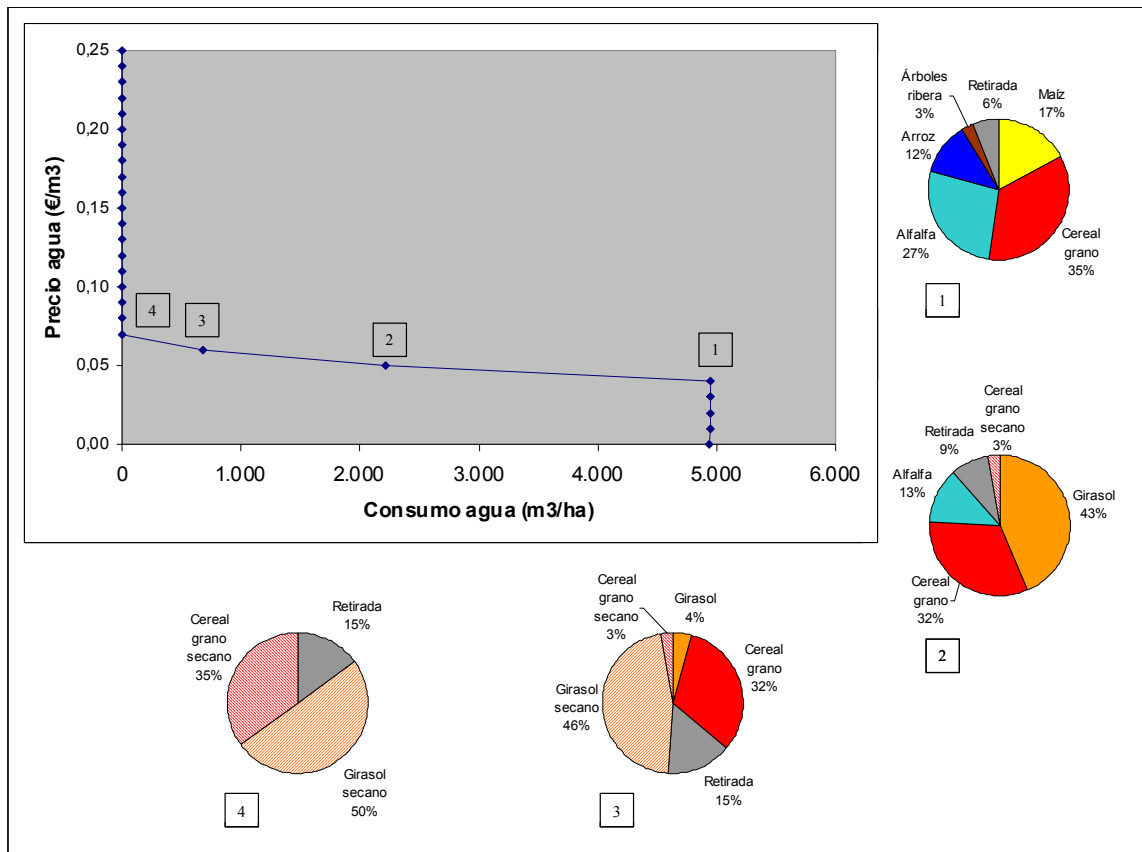 0,25
0,20
0,15
0,10
0,05
0,00
Precio agua (€/m3)
0
1.000
2.000
3.000
4.000
5.000
6.000
Consumo agua (m3/ha)
4
3
2
1
Árboles
ribera
3%
Retirada
6%
Maíz
17%
Arroz
12%
Alfalfa
27%
Cereal
grano
35%
1
Cereal
grano
secano
3%
Retirada
9%
Alfalfa
13%
Girasol
43%
Cereal
grano
32%
2
Cereal
grano
secano
35%
Retirada
15%
Girasol
secano
50%
4
Cereal
grano
secano
3%
Girasol
4%
Cereal
grano
32%
Girasol
secano
46%
Retirada
15%
3